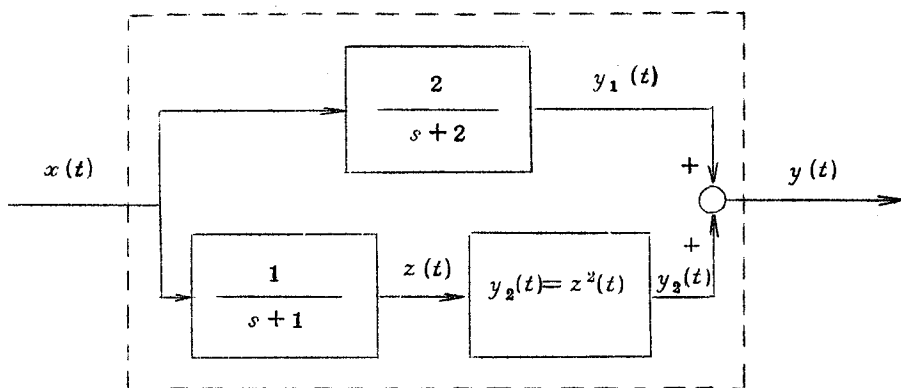 2
s + 2
y₁ (t)
x (t)
+
y (t)
1
s + 1
z (t)
y₂(t)= z²(t)
+
y₂(t)